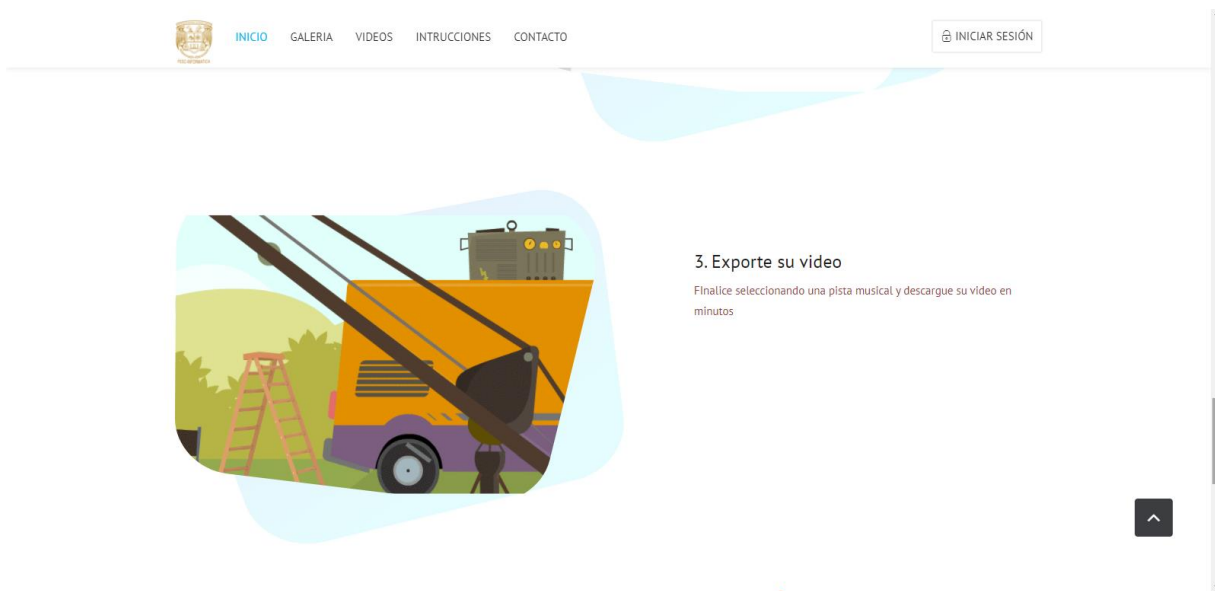 INICIO GALERIA VIDEOS INTRUCCIONES CONTACTO INICIAR SESIÓN
3. Exporte su video
FInalice seleccionando una pista musical y descargue su video en
minutos